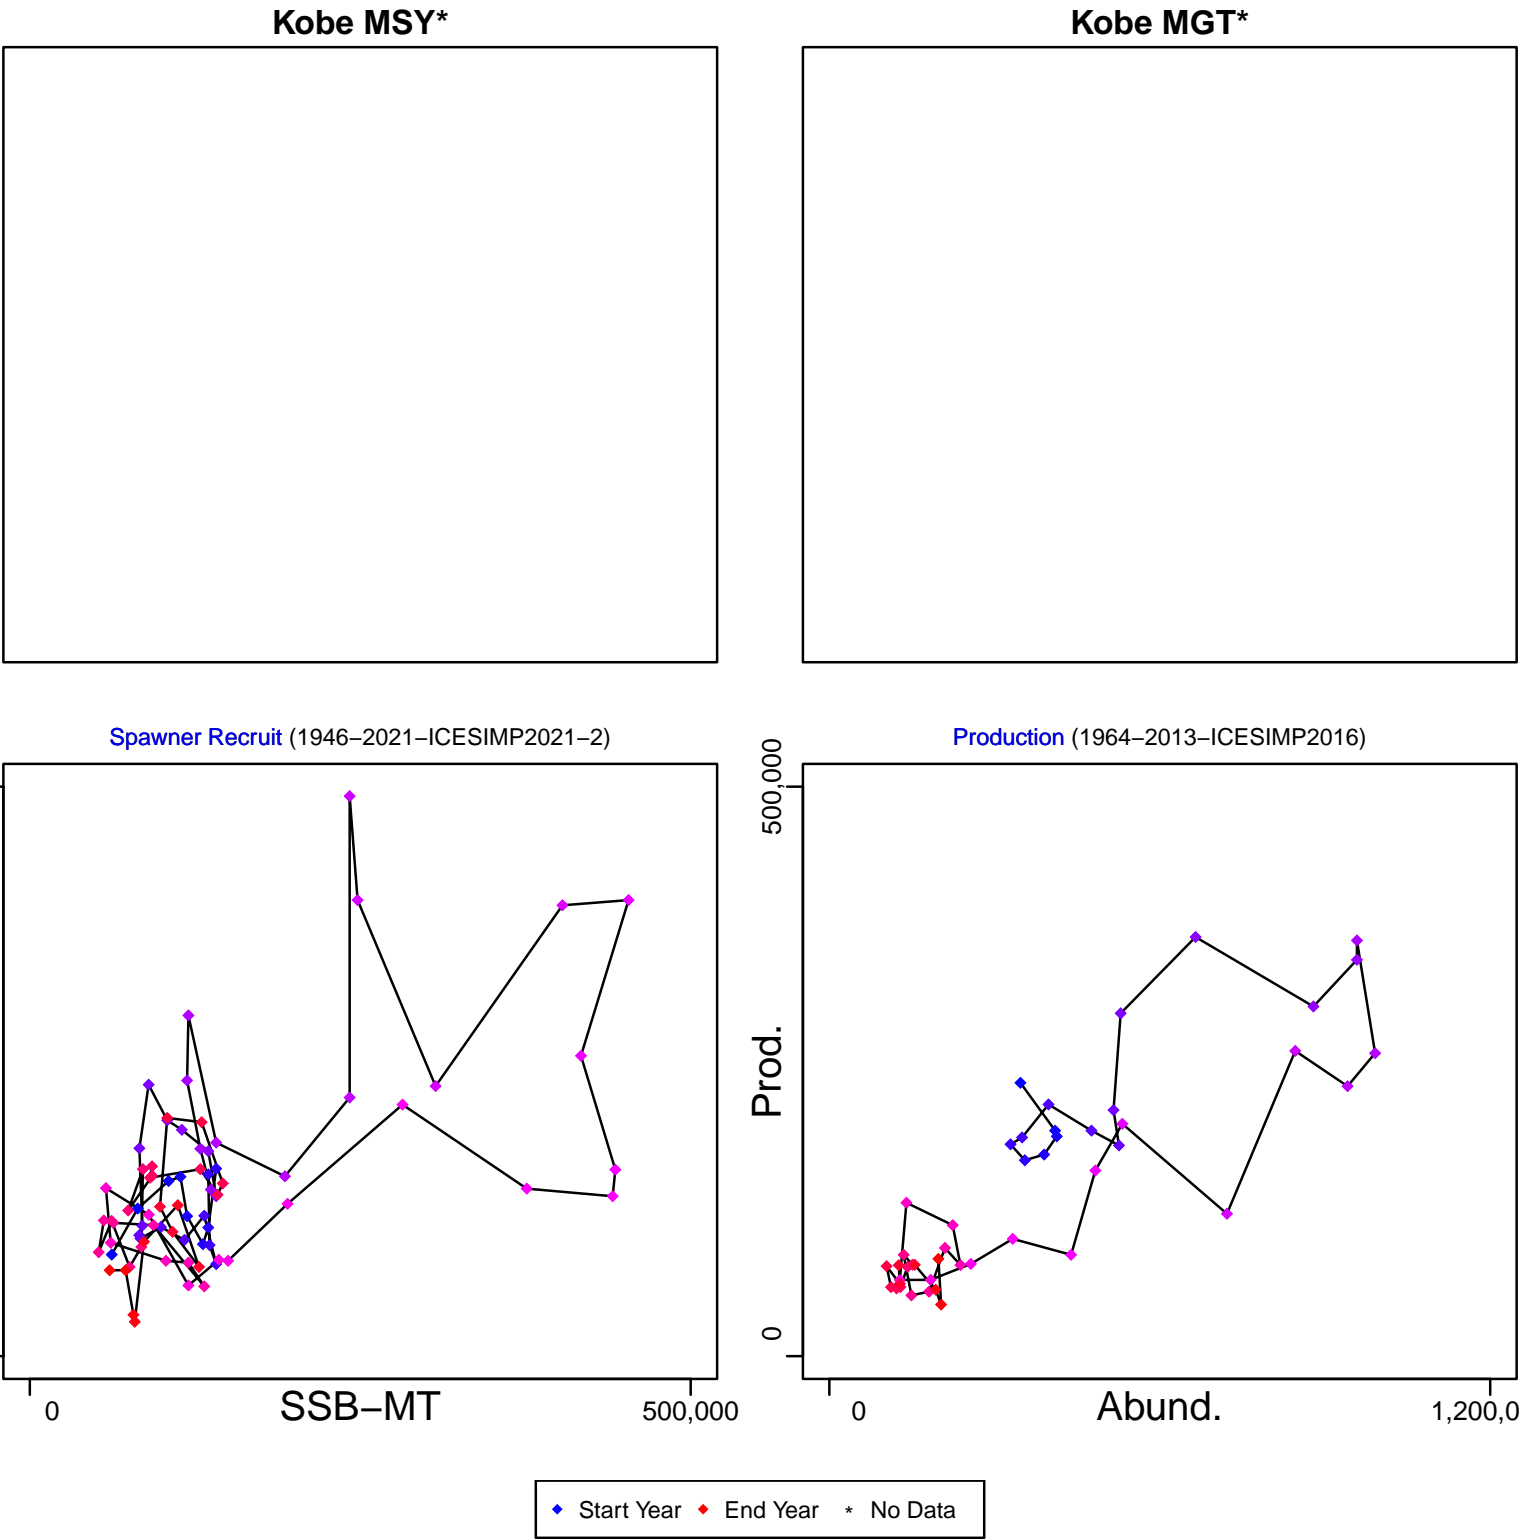 Kobe MSY*
Kobe MGT*
Spawner Recruit (1946−2021−ICESIMP2021−2)
Production (1964−2013−ICESIMP2016)
500,000
Prod.
0
0
SSB−MT
500,000
0
Abund.
1,200,0
Start Year
End Year
* No Data